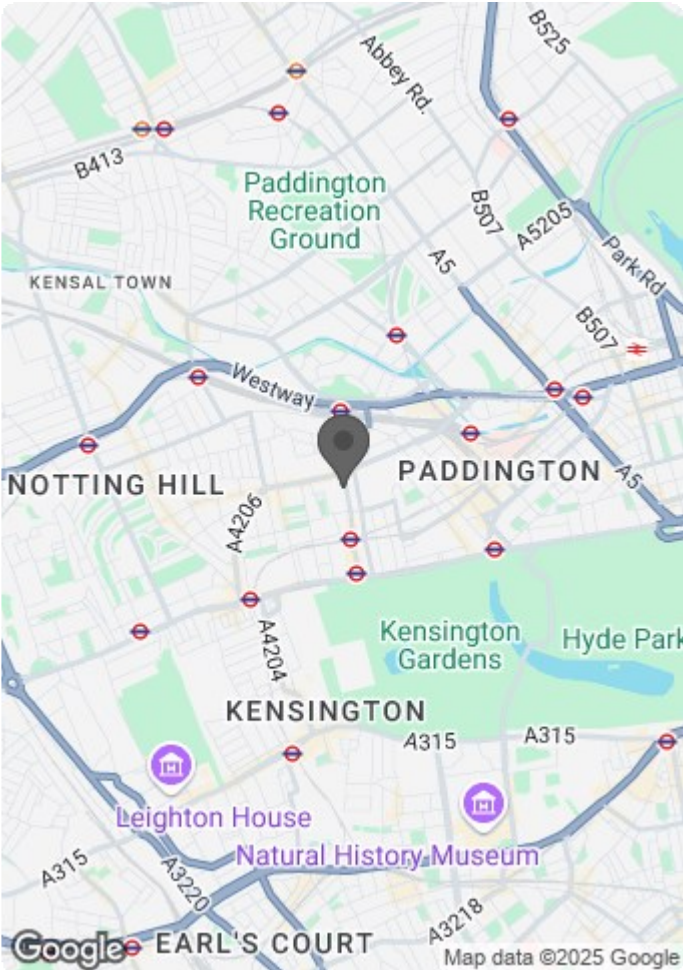 B525
Abbey Rd.
B413
Paddington
Recreation
Ground
B507
A5205
A5
Park Rd
KENSAL TOWN
B507
Westway
NOTTING HILL
PADDINGTON
A5
A4206
A4204
Kensington
Gardens
Hyde Park
KENSINGTON
A315
A315
Leighton House
Natural History Museum
A315
A3220
A3218
EARL'S COURT
Google
Map data ©2025 Google